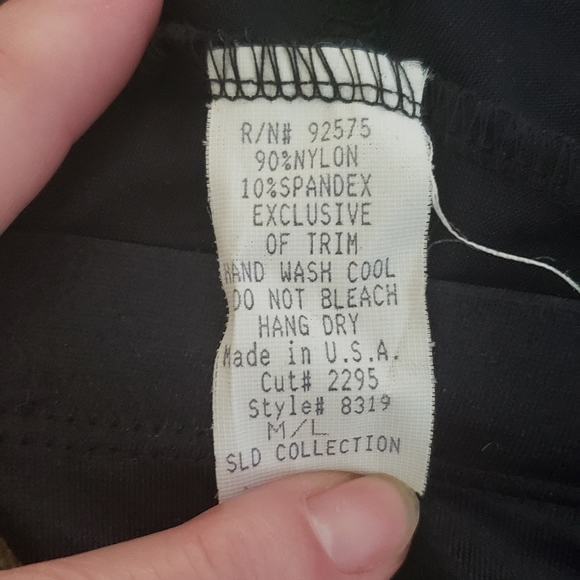 R/N# 92575
90%NYLON
10%SPANDEX
EXCLUSIVE
OF TRIM
HAND WASH COOL
DO NOT BLEACH
HANG DRY
Made in U.S.A.
Cut# 2295
Style# 8319
M/L
SLD COLLECTION